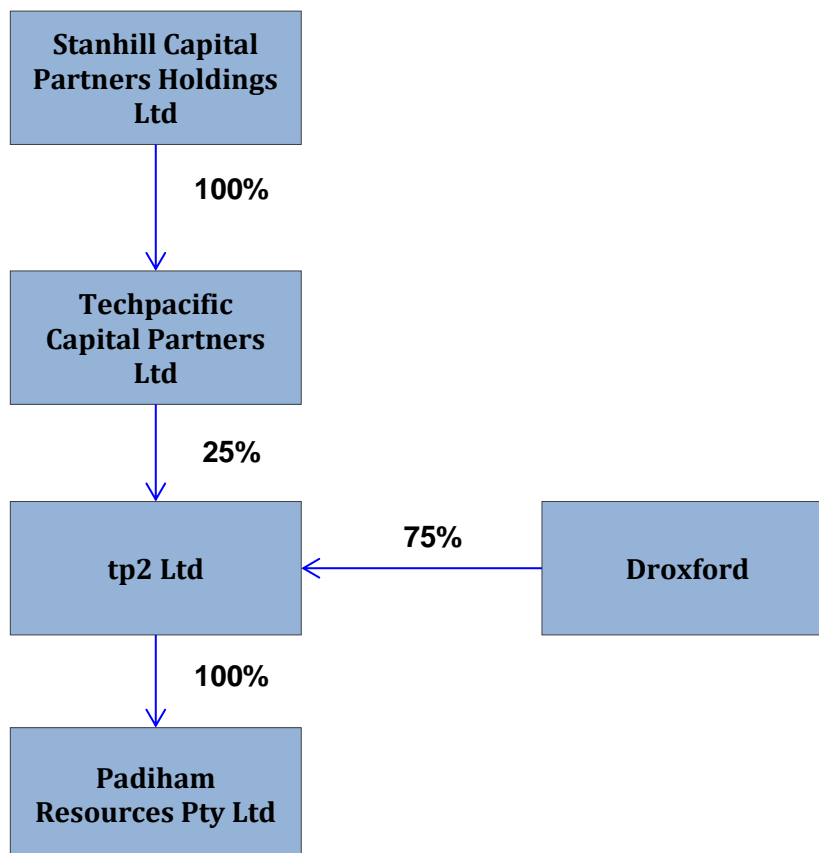 Stanhill Capital
Partners Holdings
Ltd
100%
Techpacific
Capital Partners
Ltd
25%
tp2 Ltd
75%
Droxford
100%
Padiham
Resources Pty Ltd